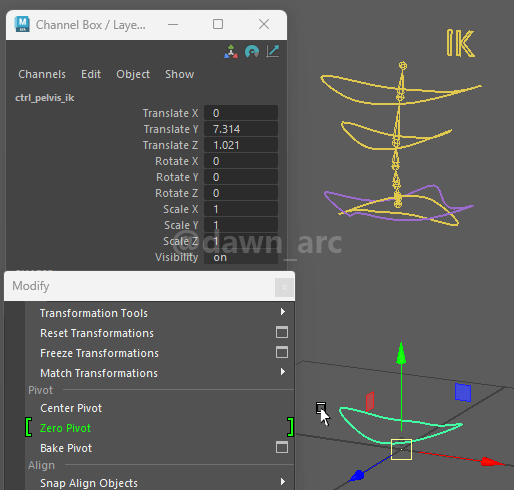 Channel Box / Laye...
IK
Channels Edit Object Show
ctrl_pelvis_ik
Translate X 0
Translate Y 7.314
Translate Z 1.021
Rotate X 0
Rotate Y 0
Rotate Z 0
Scale X 1
Scale Y 1
Scale Z 1
Visibility on
@dawn_arc
Modify
Transformation Tools
Reset Transformations
Freeze Transformations
Match Transformations
Pivot
Center Pivot
Zero Pivot
Bake Pivot
Align
Snap Align Objects